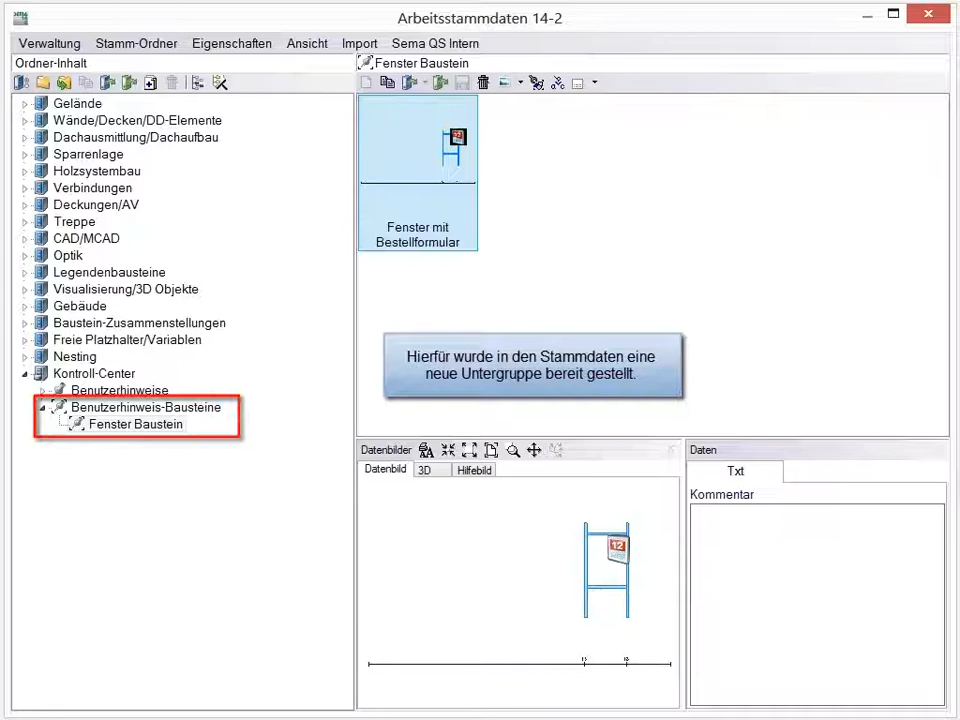 Arbeitsstammdaten 14-2
Verwaltung Stamm-Ordner Eigenschaften Ansicht Import Sema QS Intern
Ordner-Inhalt
Fenster Baustein
Gelände
Wände/Decken/DD-Elemente
Dachausmittlung/Dachaufbau
Sparrenlage
Holzsystembau
Verbindungen
Deckungen/AV
Treppe
CAD/MCAD
Optik
Legendenbausteine
Visualisierung/3D Objekte
Gebäude
Baustein-Zusammenstellungen
Freie Platzhalter/Variablen
Nesting
Kontroll-Center
Benutzerhinweise
Benutzerhinweis-Bausteine
Fenster Baustein
Fenster mit
Bestellformular
Hierfür wurde in den Stammdaten eine
neue Untergruppe bereit gestellt.
Datenbilder
Datenbild 3D Hilfebild
12
Daten
Txt
Kommentar